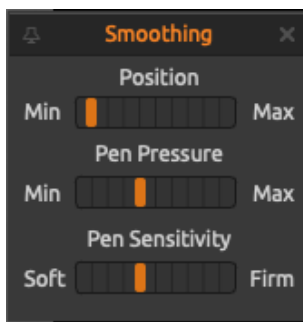 Smoothing
Position
Min Max
Pen Pressure
Min Max
Pen Sensitivity
Soft Firm